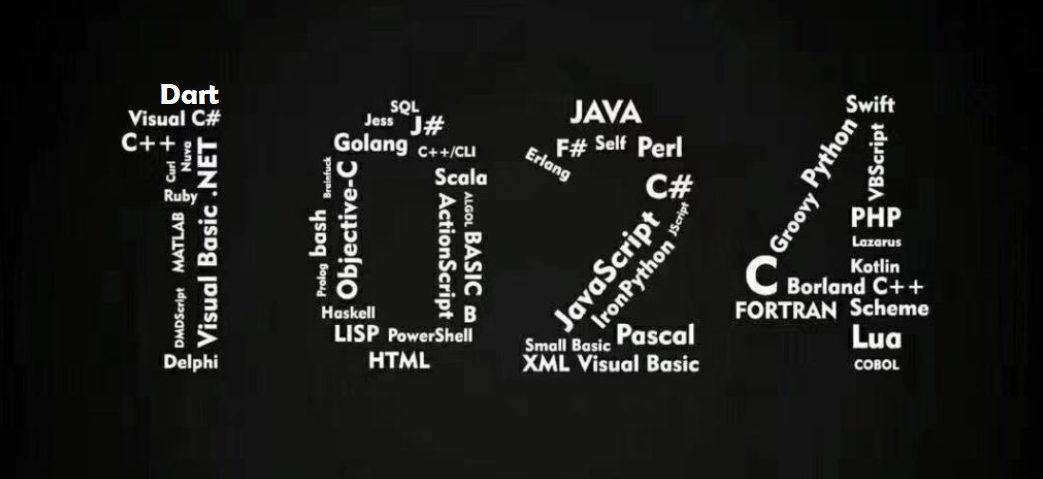 Dart
Visual C#
C++
Curl
Nuva
Visual Basic .NET
Ruby
MATLAB
DMDScript
Delphi
SQL
Jess
J#
Golang
C++/CLI
Brainfuck
Scala
Objective-C
bash
Prolog
ALGOL
ActionScript
BASIC
B
Haskell
LISP
PowerShell
HTML
JAVA
F#
Self
Perl
Erlang
C#
JScript
JavaScript
IronPython
Pascal
Small Basic
XML
Visual Basic
Swift
Python
VBScript
Groovy
PHP
Lazarus
C
Kotlin
Borland C++
FORTRAN
Scheme
Lua
COBOL